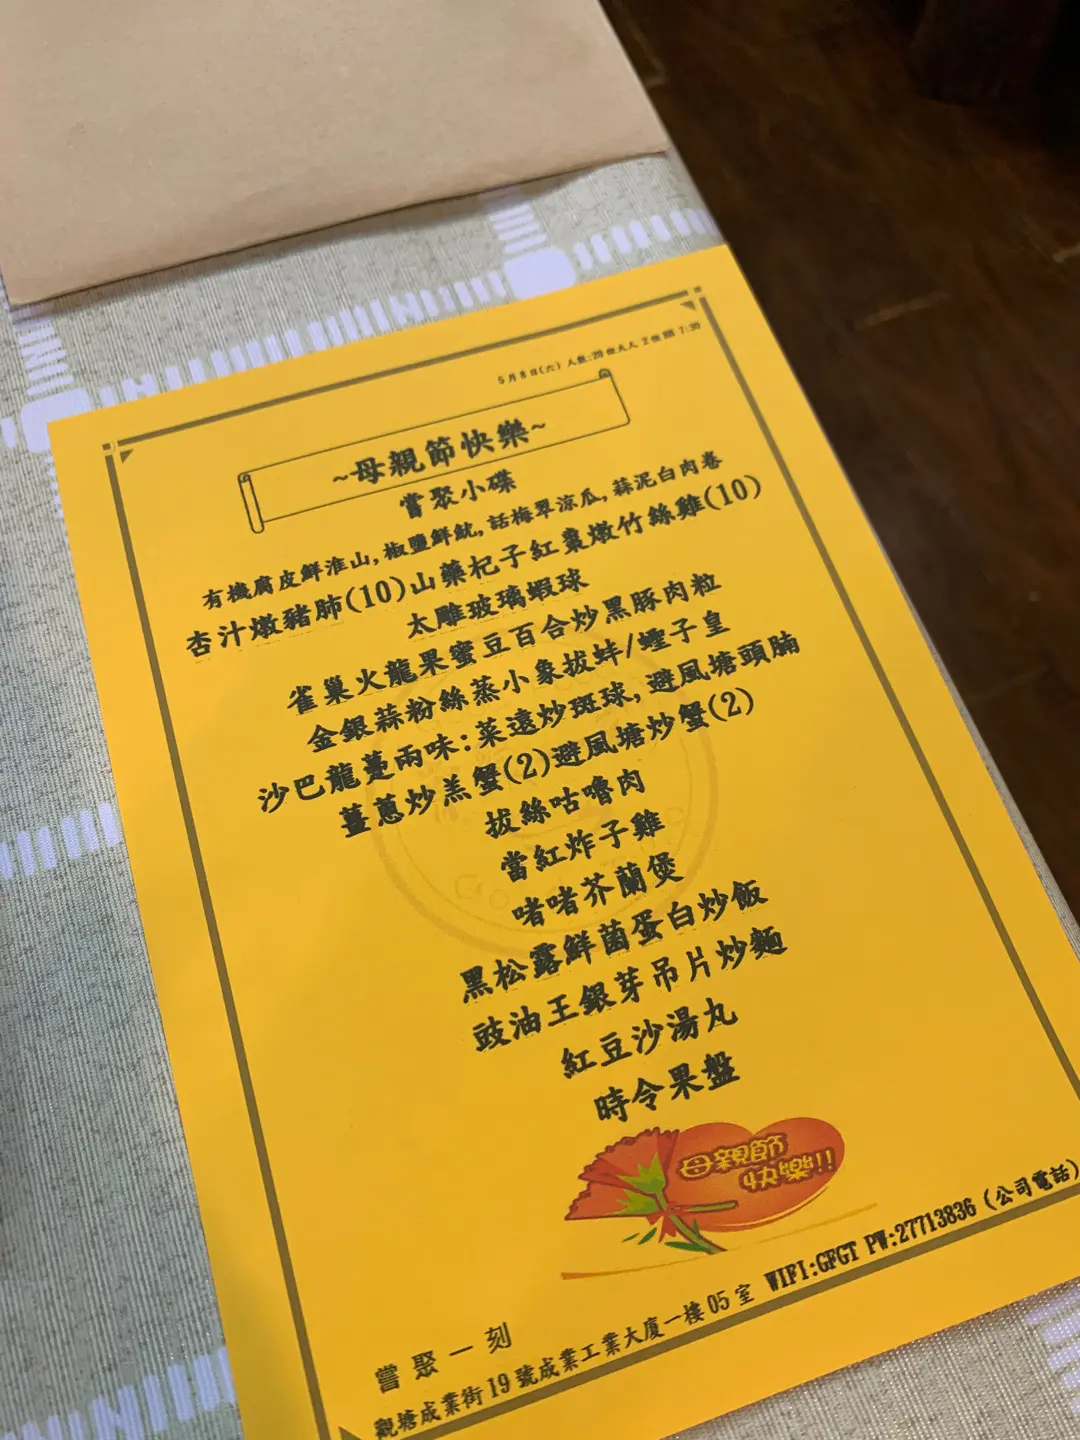 5月8日(六) 人數:20位大人 2位BB 7:30
~母親節快樂~
嘗聚小碟
有機腐皮鮮淮山,椒鹽鮮魷,話梅翠涼瓜,蒜泥白肉卷
杏汁燉豬肺(10)山藥杞子紅棗燉竹絲雞(10)
太雕玻璃蝦球
雀巢火龍果蜜豆百合炒黑豚肉粒
金銀蒜粉絲蒸小象拔蚌/蟶子皇
沙巴龍躉兩味:菜遠炒斑球,避風塘頭腩
薑蔥炒羔蟹(2)避風塘炒蟹(2)
拔絲咕嚕肉
當紅炸子雞
啫啫芥蘭煲
黑松露鮮菌蛋白炒飯
豉油王銀芽吊片炒麵
紅豆沙湯丸
時令果盤
母親節
快樂!!
嘗聚一刻
觀塘成業街19號成業工業大廈一樓05室 WIFI:GFGT PW:27713836 (公司電話)